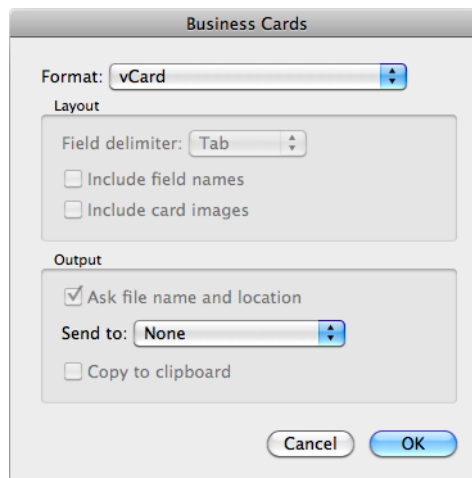 Business Cards
Format: vCard
Layout
Field delimiter: Tab
Include field names
Include card images
Output
Ask file name and location
Send to: None
Copy to clipboard
Cancel OK